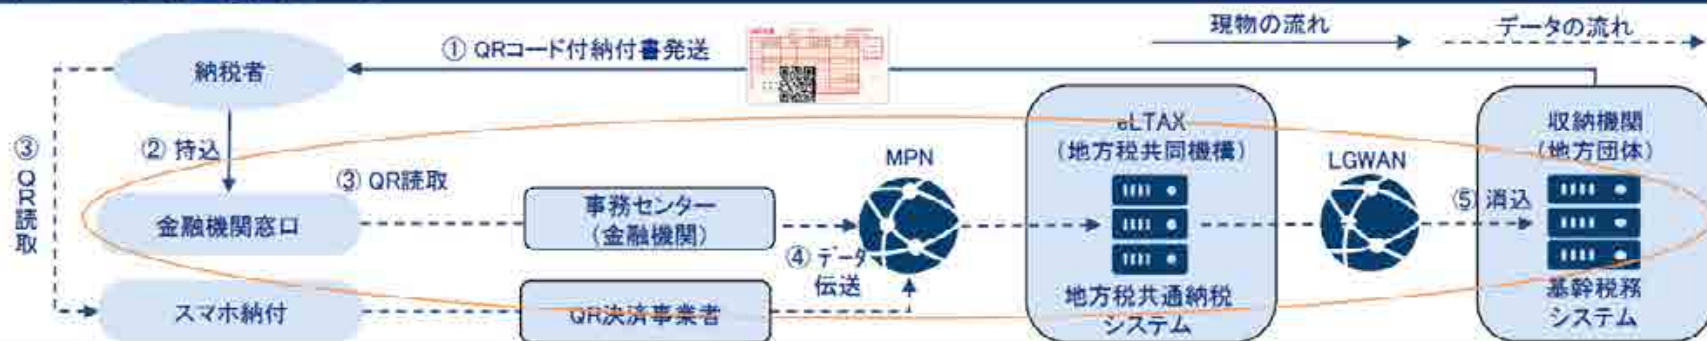 現物の流れ
データの流れ
① QRコード付納付書発送
納税者
③QR読取
② 持込
③ QR読取
金融機関窓口
事務センター
(金融機関)
MPN
④ データ
伝送
スマホ納付
QR決済事業者
eLTAX
(地方税共同機構)
地方税共通納税
システム
LGWAN
⑤ 消込
収納機関
(地方団体)
基幹税務
システム